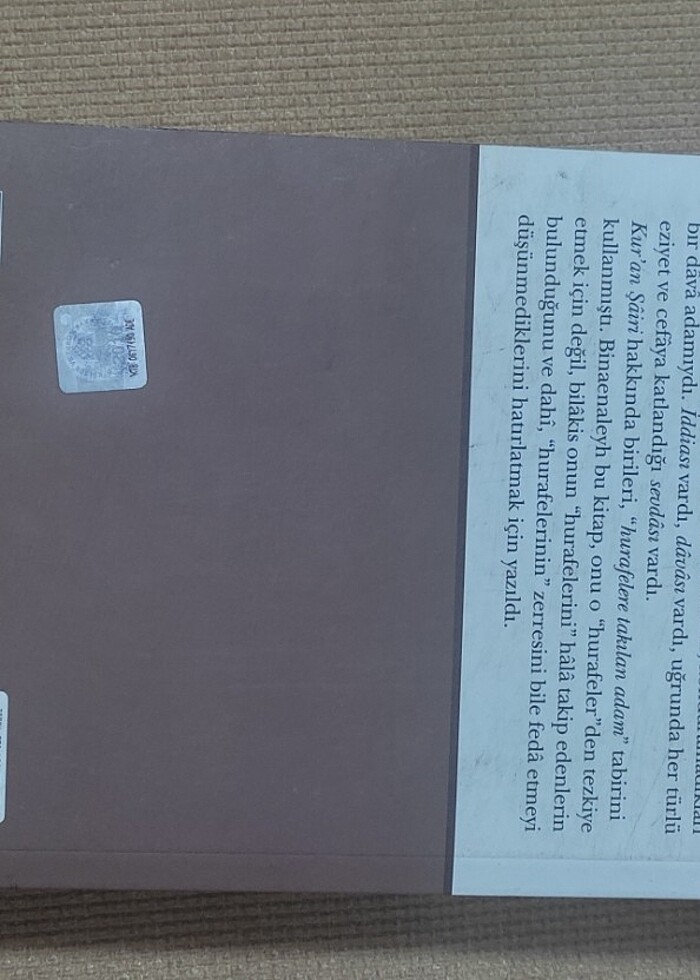 bir dâvâ adamıydı. İddiası vardı, dâvâsı vardı, uğrunda her türlü
eziyet ve cefâya katlandığı sevdâsı vardı.
Kur'an Şâiri hakkında birileri, “hurafelere takılan adam” tabirini
kullanmıştı. Binaenaleyh bu kitap, onu o “hurafeler”den tezkiye
etmek için değil, bilâkis onun “hurafelerini” hâlâ takip edenlerin
bulunduğunu ve dahî, “hurafelerinin” zerresini bile fedâ etmeyi
düşünmediklerini hatırlatmak için yazıldı.